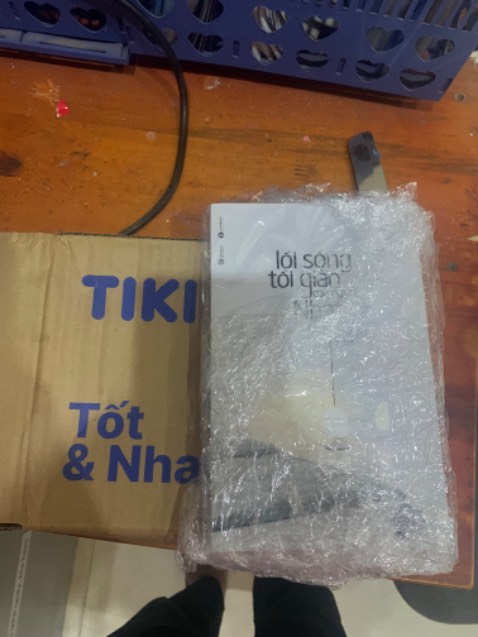 TIKI
Tốt
& Nha
lối sống
tối giản